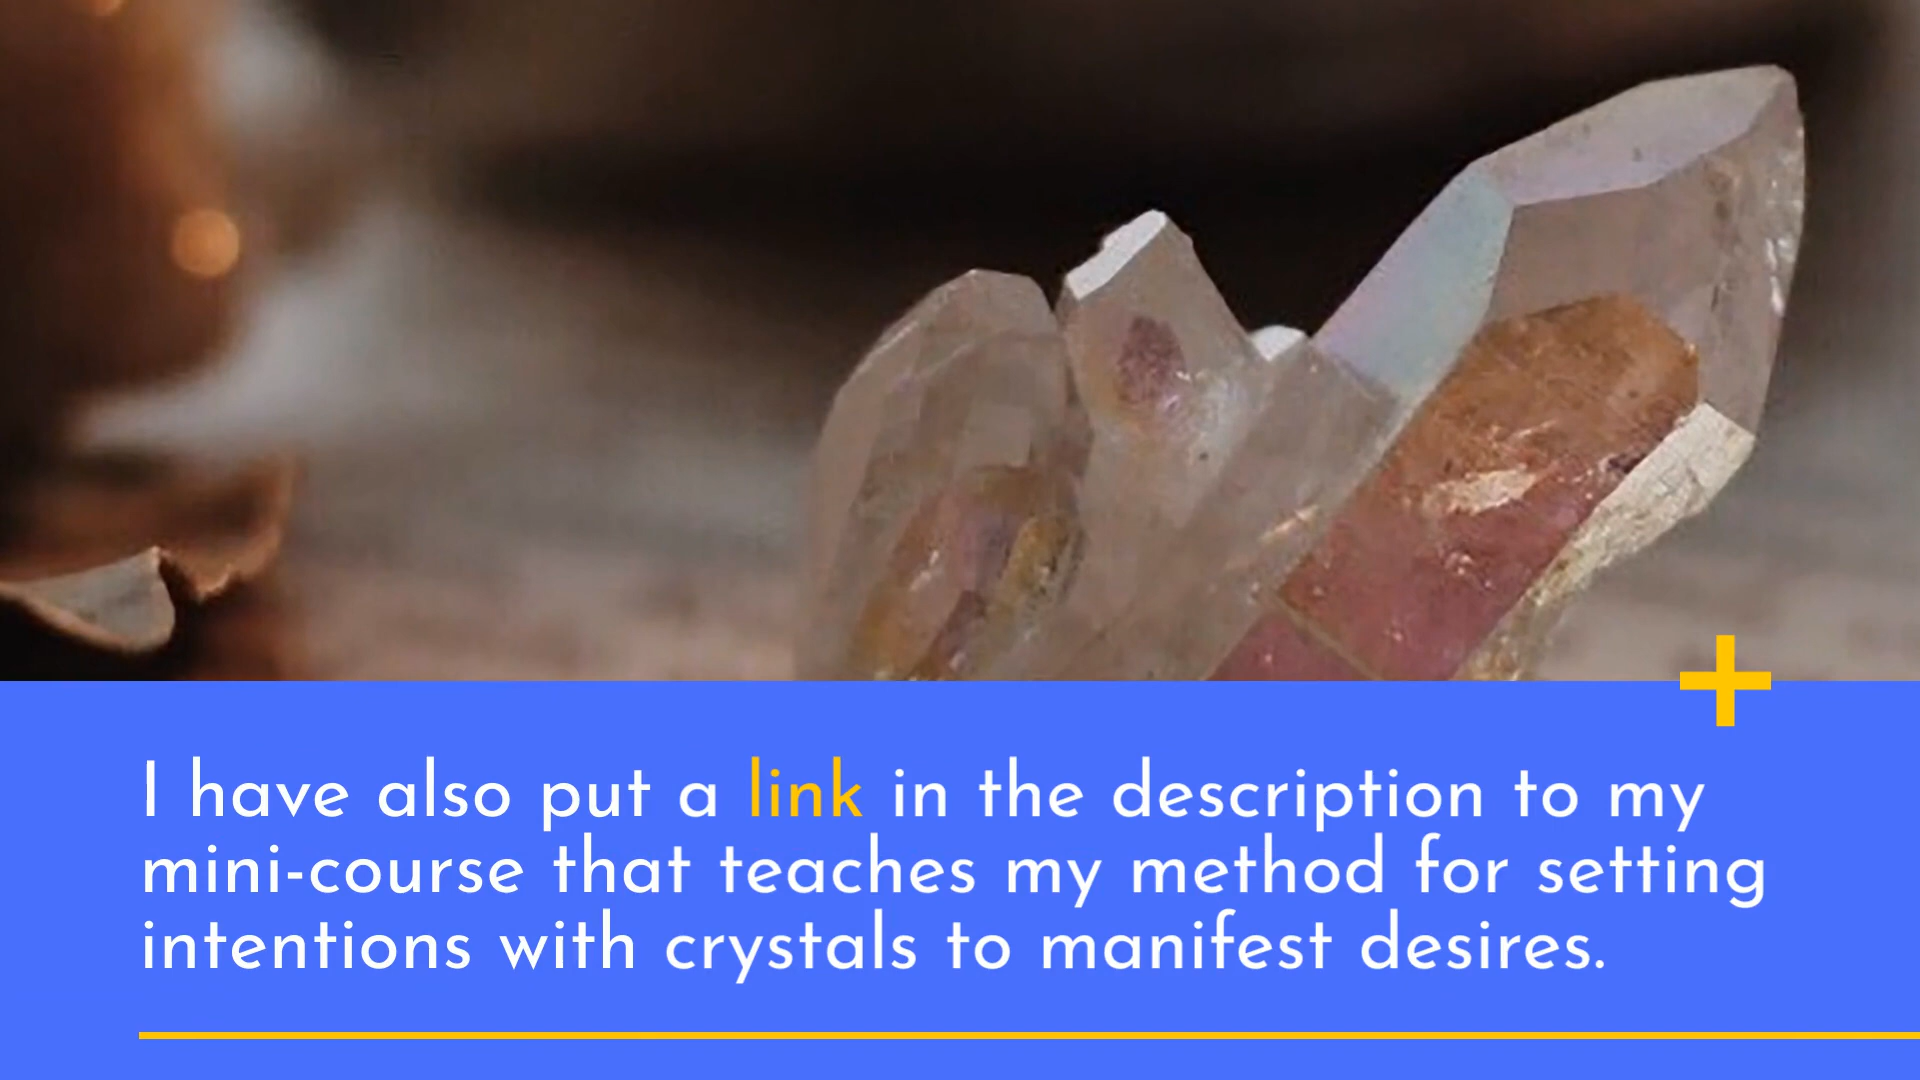 I have also put a link in the description to my
mini-course that teaches my method for setting
intentions with crystals to manifest desires.